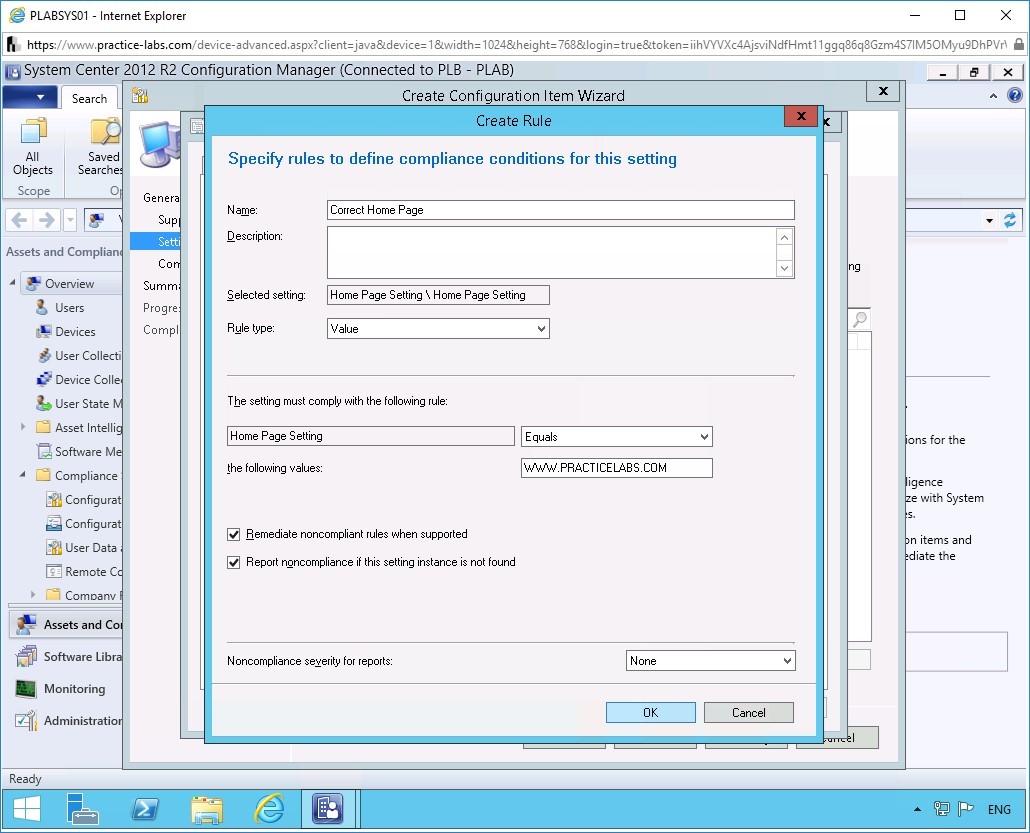 PLABSYS01 - Internet Explorer
https://www.practice-labs.com/device-advanced.aspx?client=java&device=1&width=1024&height=768&login=true&token=
System Center 2012 R2 Configuration Manager (Connected to PLB - PLAB)
Search
Create Configuration Item Wizard
Create Rule
All Objects
Saved Searches
Scope
Assets and Complianc
Overview
Users
Devices
User Collecti
Device Colle
User State M
Asset Intellig
Software Me
Compliance
Configurat
Configurat
User Data a
Remote Co
Company R
Assets and Co
Software Libra
Monitoring
Administration
Genera
Supp
Setti
Com
Summa
Progre
Compl
Specify rules to define compliance conditions for this setting
Name:
Correct Home Page
Description:
Selected setting:
Home Page Setting \ Home Page Setting
Rule type:
Value
The setting must comply with the following rule:
Home Page Setting
Equals
the following values:
WWW.PRACTICELABS.COM
Remediate noncompliant rules when supported
Report noncompliance if this setting instance is not found
Noncompliance severity for reports:
None
OK
Cancel
ng
ions for the
ligence
ze with System
es.
on items and
ediate the
ncel
Ready
ENG